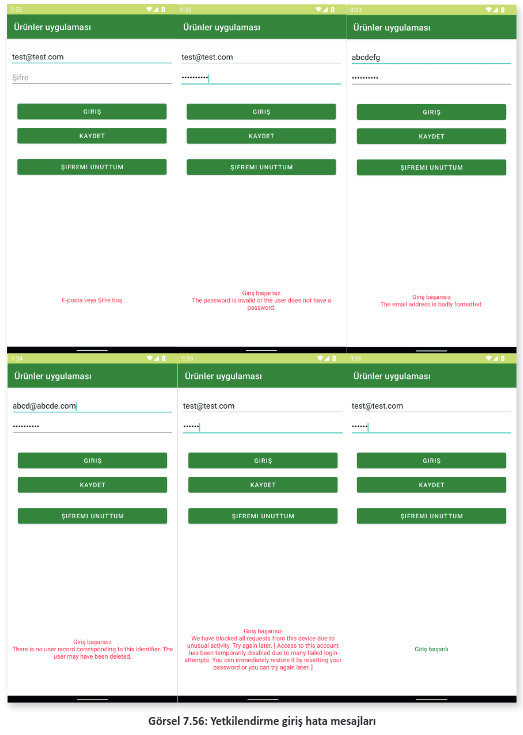 9:32
Ürünler uygulaması
test@test.com
Şifre
GİRİŞ
KAYDET
ŞİFREMİ UNUTTUM
E-posta veya Şifre boş
9:33
Ürünler uygulaması
test@test.com
••••••••••
GİRİŞ
KAYDET
ŞİFREMİ UNUTTUM
Giriş başarısız
The password is invalid or the user does not have a
password.
9:33
Ürünler uygulaması
abcdefg
••••••••••
GİRİŞ
KAYDET
ŞİFREMİ UNUTTUM
Giriş başarısız
The email address is badly formatted.
9:34
Ürünler uygulaması
abcd@abcde.com
••••••••••
GİRİŞ
KAYDET
ŞİFREMİ UNUTTUM
Giriş başarısız
There is no user record corresponding to this identifier. The
user may have been deleted.
Ürünler uygulaması
test@test.com
••••••
GİRİŞ
KAYDET
ŞİFREMİ UNUTTUM
Giriş başarısız
We have blocked all requests from this device due to
unusual activity. Try again later. [ Access to this account
has been temporarily disabled due to many failed login
attempts. You can immediately restore it by resetting your
password or you can try again later. ]
Ürünler uygulaması
test@test.com
••••••
GİRİŞ
KAYDET
ŞİFREMİ UNUTTUM
Giriş başarılı
Görsel 7.56: Yetkilendirme giriş hata mesajları